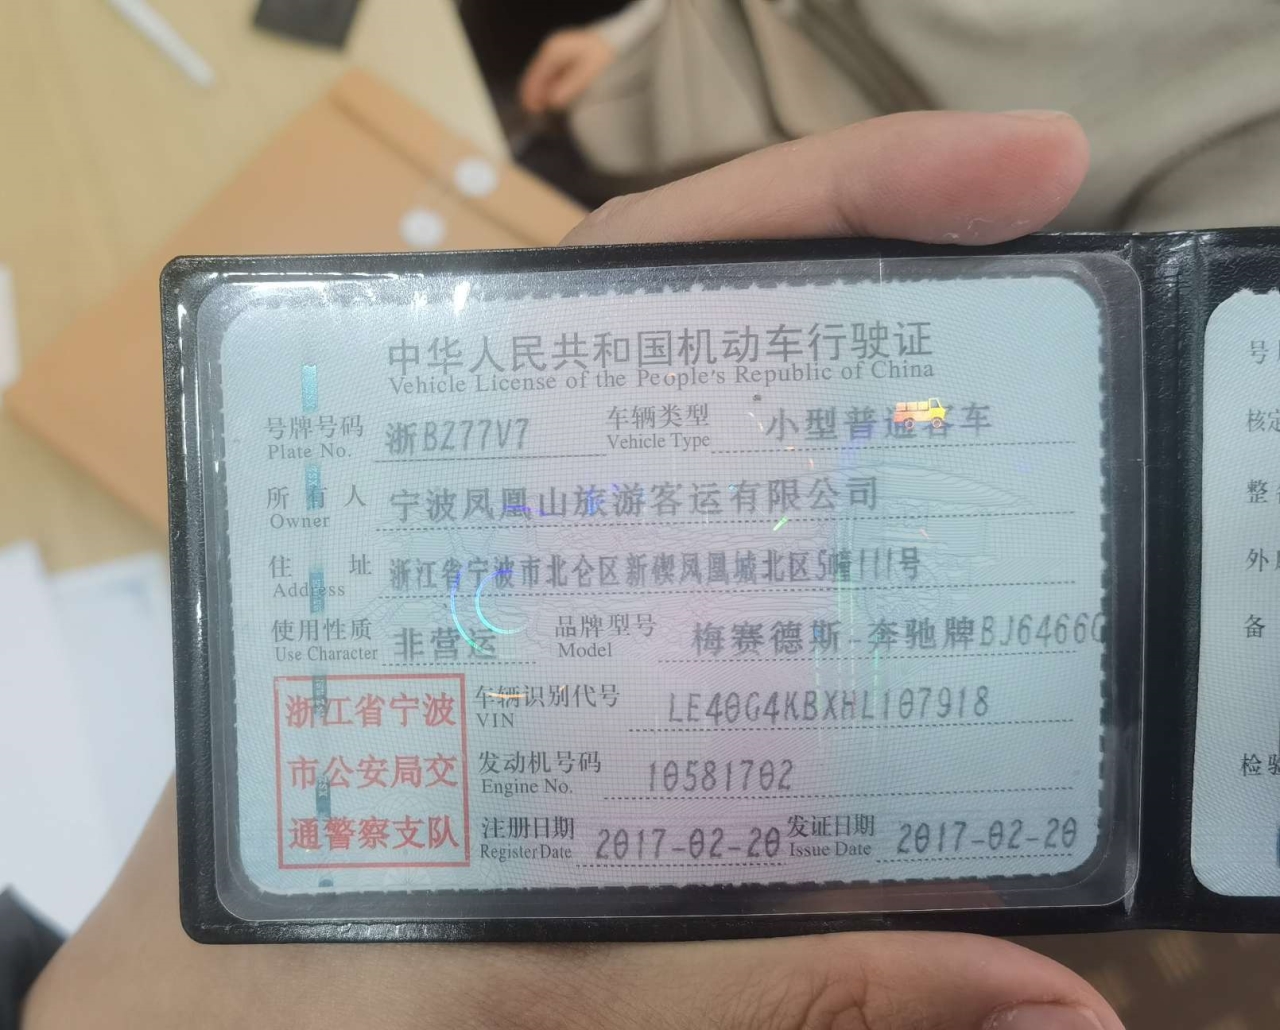 中华人民共和国机动车行驶证
Vehicle License of the People's Republic of China
号牌号码 浙BZ77V7 车辆类型 小型普通客车
Plate No. Vehicle Type
所有人 宁波凤凰山旅游客运有限公司
Owner
住址 浙江省宁波市北仑区新碶凤凰城北区5幢111号
Address
使用性质 非营运 品牌型号 梅赛德斯-奔驰牌BJ6466
Use Character Model
浙江省宁波
市公安局交
通警察支队
车辆识别代号 LE40G4KBXHL107918
VIN
发动机号码 10581702
Engine No.
注册日期 2017-02-20 发证日期 2017-02-20
Register Date Issue Date
号
核定
整
外
备
检验